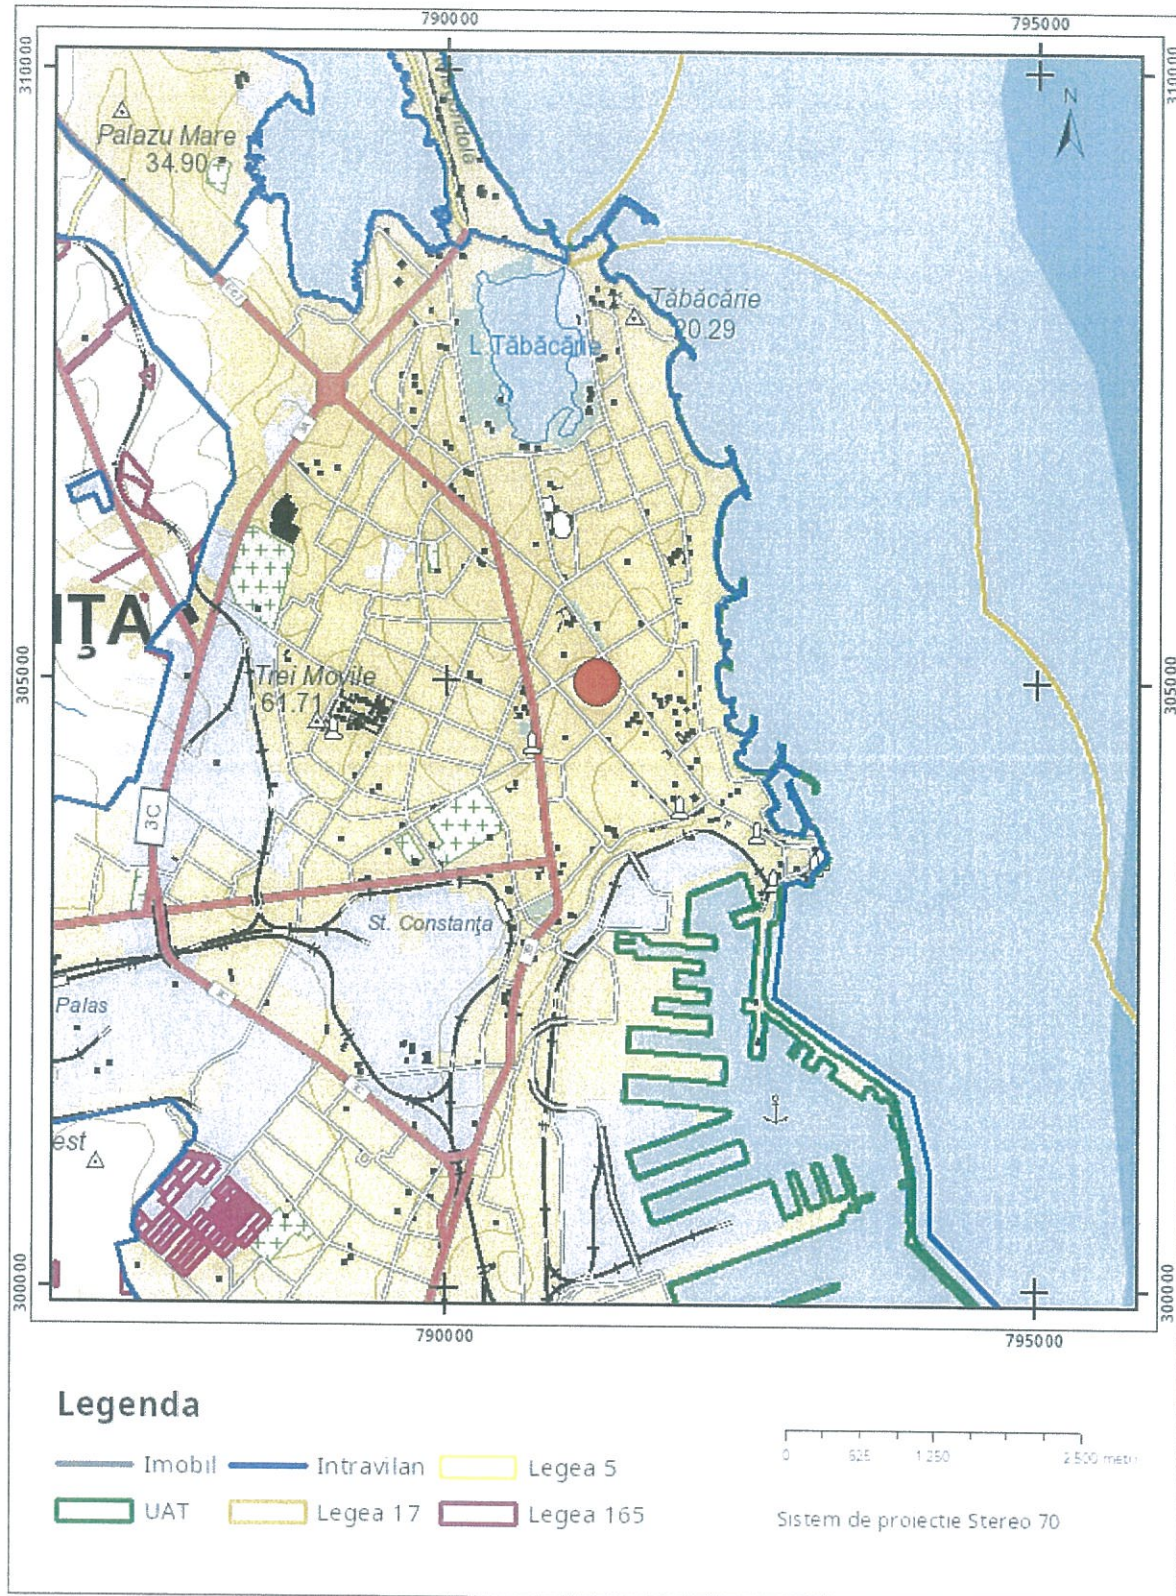 790000
795000
310000
310000
N
Palazu Mare
34.90
Tăbăcărie
20.29
L Tăbăcărie
IȚA
Trei Movile
61.71
305000
305000
3C
St. Constanţa
Palas
est
300000
300000
790000
795000
Legenda
Imobil
Intravilan
Legea 5
UAT
Legea 17
Legea 165
0
625
1.250
2.500 metri
Sistem de proiectie Stereo 70